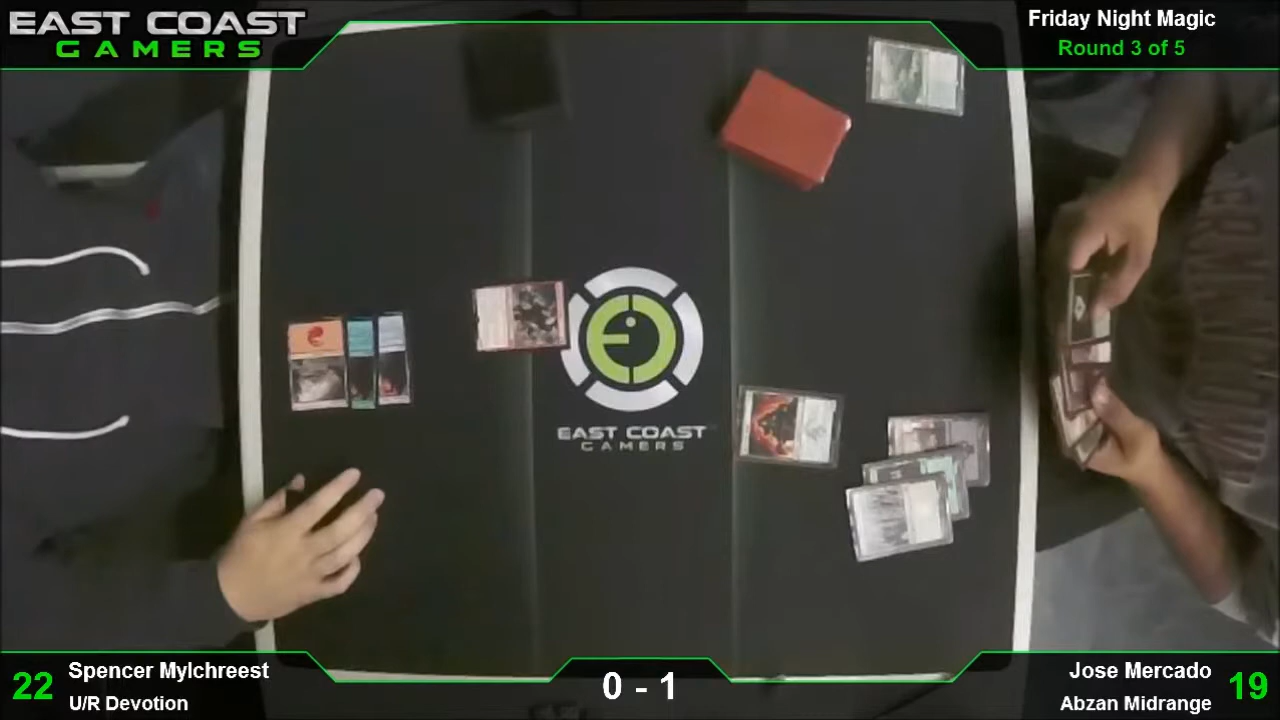 EAST COAST
GAMERS
Friday Night Magic
Round 3 of 5
EAST COAST
GAMERS
22
Spencer Mylchreest
U/R Devotion
0 - 1
Jose Mercado
Abzan Midrange
19